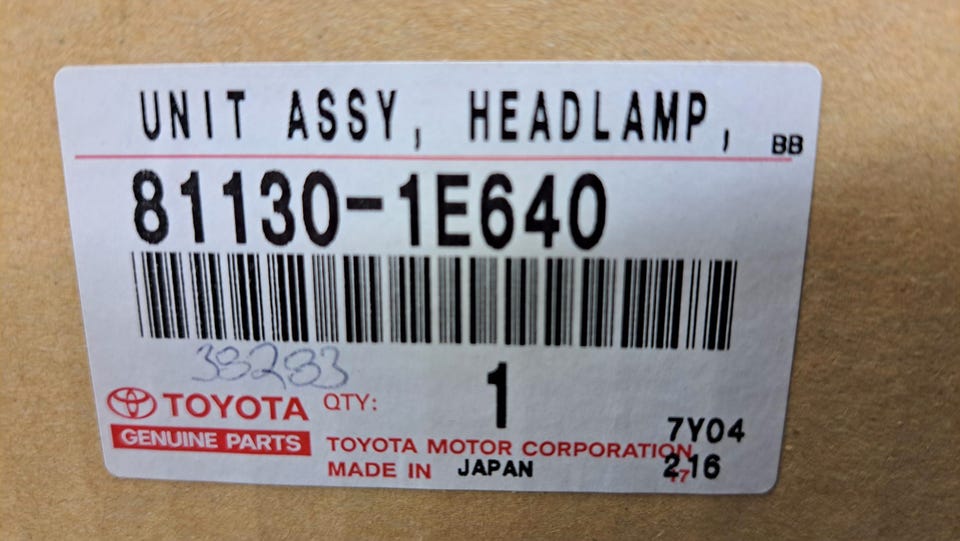 UNIT ASSY, HEADLAMP,
BB
81130-1E640
38283
TOYOTA
GENUINE PARTS
QTY:
1
7Y04
TOYOTA MOTOR CORPORATION
MADE IN JAPAN
216